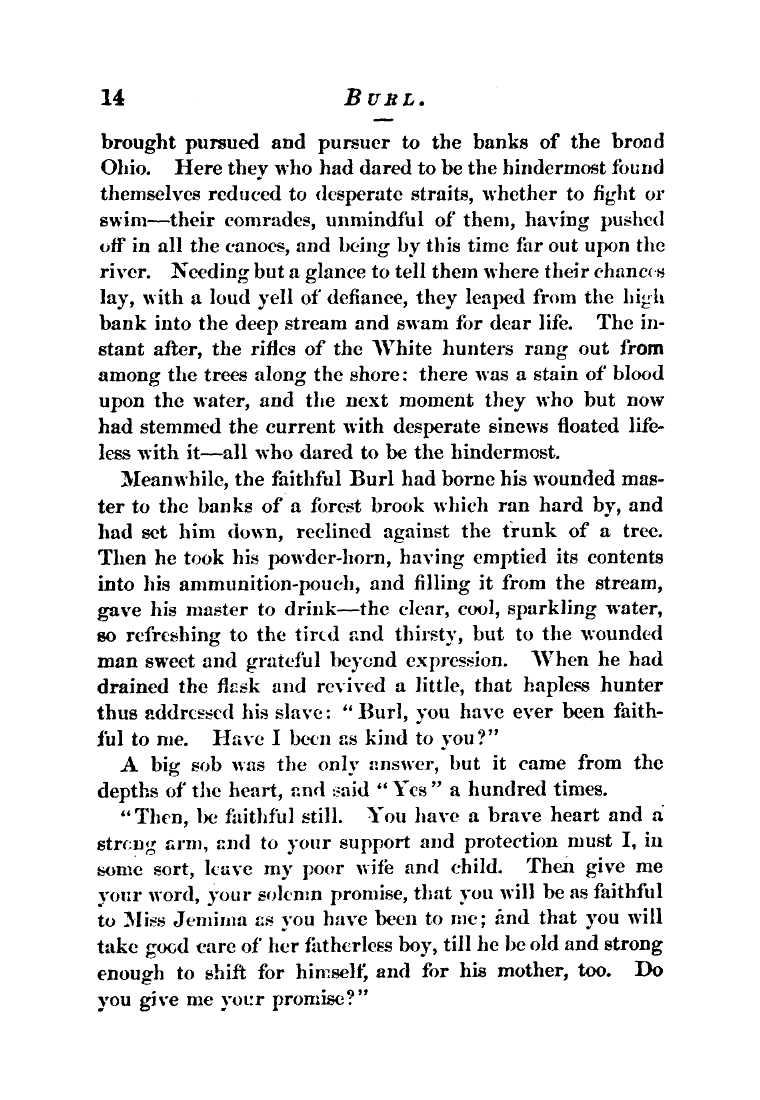 14 BURL.
brought pursued and pursuer to the banks of the broad
Ohio. Here they who had dared to be the hindermost found
themselves reduced to desperate straits, whether to fight or
swim—their comrades, unmindful of them, having pushed
off in all the canoes, and being by this time far out upon the
river. Needing but a glance to tell them where their chances
lay, with a loud yell of defiance, they leaped from the high
bank into the deep stream and swam for dear life. The in-
stant after, the rifles of the White hunters rang out from
among the trees along the shore: there was a stain of blood
upon the water, and the next moment they who but now
had stemmed the current with desperate sinews floated life-
less with it—all who dared to be the hindermost.
Meanwhile, the faithful Burl had borne his wounded mas-
ter to the banks of a forest brook which ran hard by, and
had set him down, reclined against the trunk of a tree.
Then he took his powder-horn, having emptied its contents
into his ammunition-pouch, and filling it from the stream,
gave his master to drink—the clear, cool, sparkling water,
so refreshing to the tired and thirsty, but to the wounded
man sweet and grateful beyond expression. When he had
drained the flask and revived a little, that hapless hunter
thus addressed his slave: "Burl, you have ever been faith-
ful to me. Have I been as kind to you?"
A big sob was the only answer, but it came from the
depths of the heart, and said "Yes" a hundred times.
"Then, be faithful still. You have a brave heart and a
strong arm, and to your support and protection must I, in
some sort, leave my poor wife and child. Then give me
your word, your solemn promise, that you will be as faithful
to Miss Jemima as you have been to me; and that you will
take good care of her fatherless boy, till he be old and strong
enough to shift for himself, and for his mother, too. Do
you give me your promise?"